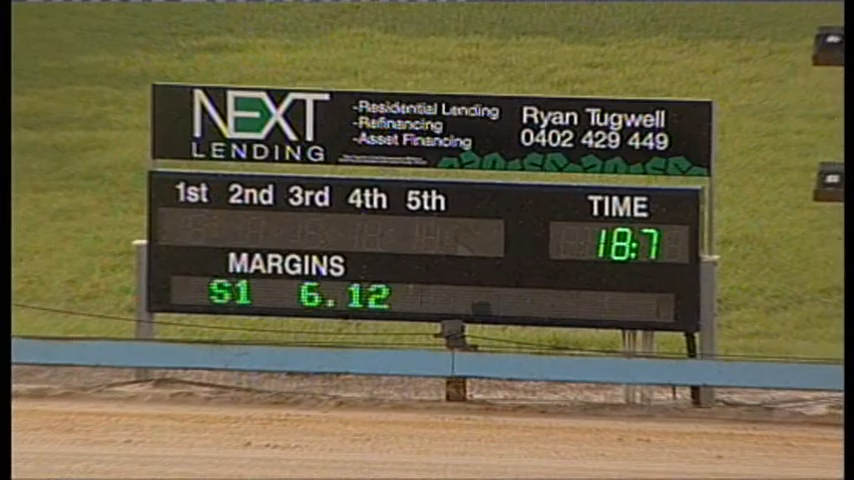 NEXT
LENDING
-Residential Lending
-Refinancing
-Asset Financing
Ryan Tugwell
0402 429 449
1st 2nd 3rd 4th 5th
TIME
18:7
MARGINS
S1 6.12